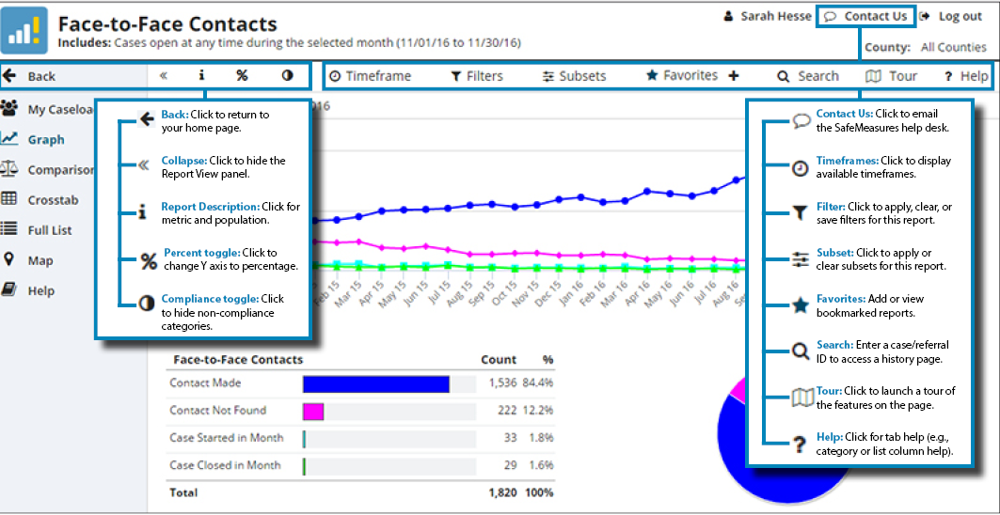 Face-to-Face Contacts
Includes: Cases open at any time during the selected month (11/01/16 to 11/30/16)
Sarah Hesse
Contact Us
Log out
County: All Counties
Back
« i %
Timeframe
Filters
Subsets
Favorites +
Search
Tour
? Help
My Caseloa
Graph
Comparisor
Crosstab
Full List
Map
Help
016
Back: Click to return to
your home page.
« Collapse: Click to hide the
Report View panel.
i Report Description: Click for
metric and population.
% Percent toggle: Click to
change Y axis to percentage.
Compliance toggle: Click
to hide non-compliance
categories.
Contact Us: Click to email
the SafeMeasures help desk.
Timeframes: Click to display
available timeframes.
Filter: Click to apply, clear, or
save filters for this report.
Subset: Click to apply or
clear subsets for this report.
Favorites: Add or view
bookmarked reports.
Search: Enter a case/referral
ID to access a history page.
Tour: Click to launch a tour of
the features on the page.
? Help: Click for tab help (e.g.,
category or list column help).
Feb 15
Mar 15
Apr 15
May 15
Jun 15
Jul 15
Aug 15
Sep 15
Oct 15
Nov 15
Dec 15
Jan 16
Feb 16
Mar 16
Apr 16
May 16
Jun 16
Jul 16
Aug 16
Face-to-Face Contacts Count %
Contact Made 1,536 84.4%
Contact Not Found 222 12.2%
Case Started in Month 33 1.8%
Case Closed in Month 29 1.6%
Total 1,820 100%